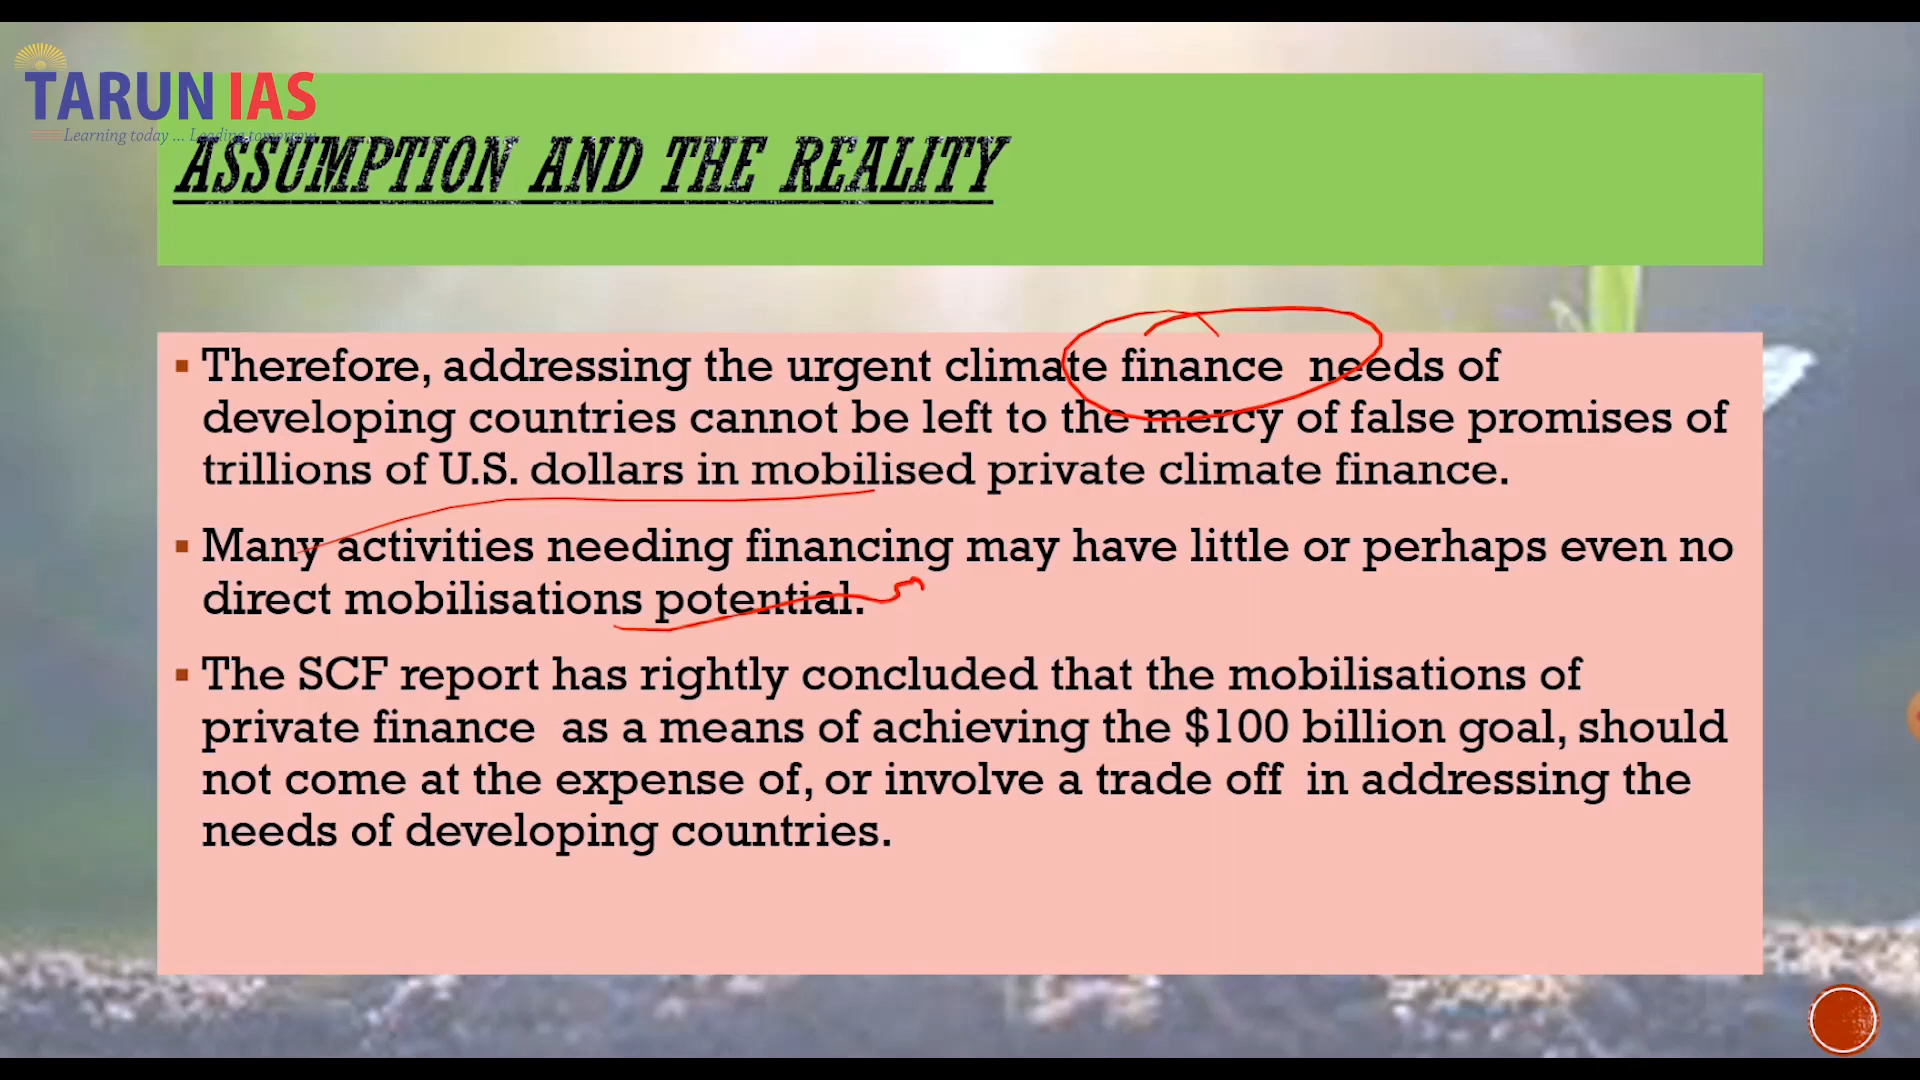 TARUN IAS
Learning today ... Leading tomorrow
ASSUMPTION AND THE REALITY
▪ Therefore, addressing the urgent climate finance needs of
developing countries cannot be left to the mercy of false promises of
trillions of U.S. dollars in mobilised private climate finance.
▪ Many activities needing financing may have little or perhaps even no
direct mobilisations potential.
▪ The SCF report has rightly concluded that the mobilisations of
private finance as a means of achieving the $100 billion goal, should
not come at the expense of, or involve a trade off in addressing the
needs of developing countries.